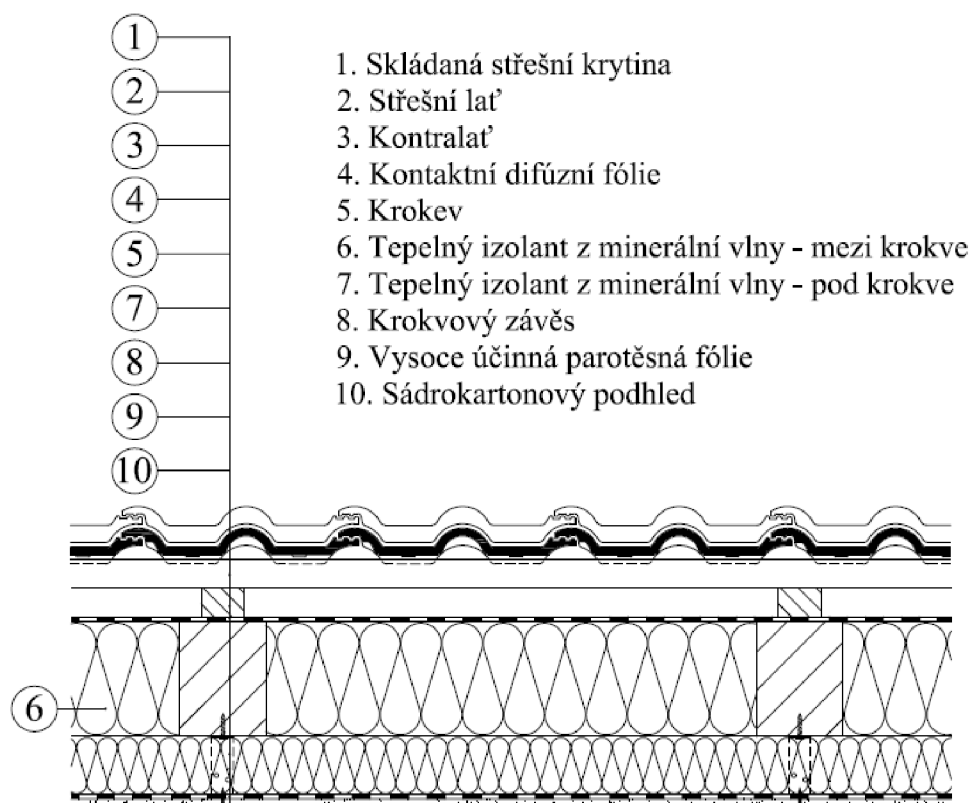 1
2
3
4
5
7
8
9
10
1. Skládaná střešní krytina
2. Střešní lať
3. Kontralať
4. Kontaktní difúzní fólie
5. Krokev
6. Tepelný izolant z minerální vlny - mezi krokve
7. Tepelný izolant z minerální vlny - pod krokve
8. Krokvový závěs
9. Vysoce účinná parotěsná fólie
10. Sádrokartonový podhled
6